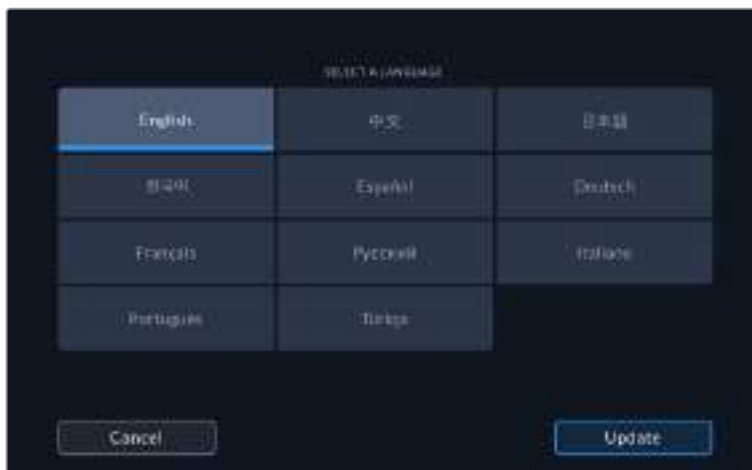 SELECT A LANGUAGE
English 中文 日本語
한국어 Español Deutsch
Français Русский Italiano
Português Türkçe
Cancel Update